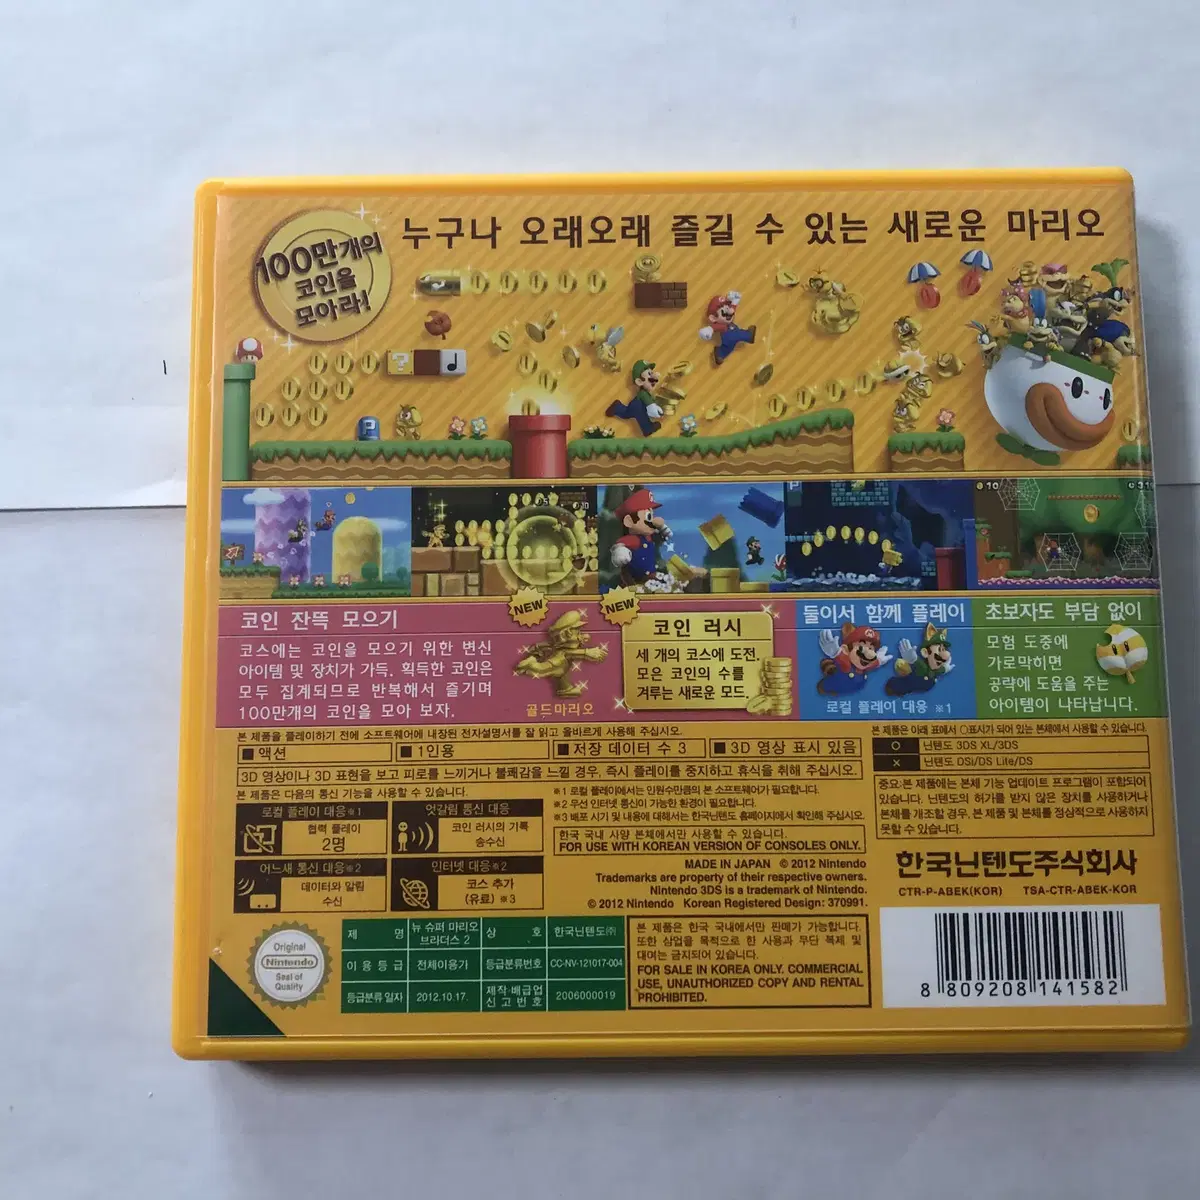 누구나 오래오래 즐길 수 있는 새로운 마리오
100만개의
코인을
모아라!
코인 잔뜩 모으기
코스에는 코인을 모으기 위한 변신
아이템 및 장치가 가득. 획득한 코인은
모두 집계되므로 반복해서 즐기며
100만개의 코인을 모아 보자.
NEW
골드마리오
NEW
코인 러시
세 개의 코스에 도전.
모은 코인의 수를
겨루는 새로운 모드.
둘이서 함께 플레이
로컬 플레이 대응 ※1
초보자도 부담 없이
모험 도중에
가로막히면
공략에 도움을 주는
아이템이 나타납니다.
본 제품을 플레이하기 전에 소프트웨어에 내장된 전자설명서를 잘 읽고 올바르게 사용해 주십시오.
■ 액션
■ 1인용
■ 저장 데이터 수 3
■ 3D 영상 표시 있음
3D 영상이나 3D 표현을 보고 피로를 느끼거나 불쾌감을 느낄 경우, 즉시 플레이를 중지하고 휴식을 취해 주십시오.
본 제품은 다음의 통신 기능을 사용할 수 있습니다.
로컬 플레이 대응※1
협력 플레이
2명
엇갈림 통신 대응
코인 러시의 기록
송수신
어느새 통신 대응※2
데이터와 알림
수신
인터넷 대응※2
코스 추가
(유료) ※3
※1 로컬 플레이에서는 인원수만큼의 본 소프트웨어가 필요합니다.
※2 무선 인터넷 통신이 가능한 환경이 필요합니다.
※3 배포 시기 및 내용에 대해서는 한국닌텐도 홈페이지에서 확인해 주십시오.
한국 국내 사양 본체에서만 사용할 수 있습니다.
FOR USE WITH KOREAN VERSION OF CONSOLES ONLY.
MADE IN JAPAN © 2012 Nintendo
Trademarks are property of their respective owners.
Nintendo 3DS is a trademark of Nintendo.
© 2012 Nintendo Korean Registered Design: 370991.
본 제품은 아래 표에서 ○표시가 되어 있는 본체에서 사용할 수 있습니다.
○ 닌텐도 3DS XL/3DS
× 닌텐도 DSi/DS Lite/DS
중요:본 제품에는 본체 기능 업데이트 프로그램이 포함되어
있습니다. 닌텐도의 허가를 받지 않은 장치를 사용하거나
본체를 개조할 경우, 본 제품 및 본체를 정상적으로 사용하지
못할 수 있습니다.
한국닌텐도주식회사
CTR-P-ABEK(KOR) TSA-CTR-ABEK-KOR
Original
Nintendo
Seal of
Quality
제 명 뉴 슈퍼 마리오 브라더스 2 상 호 한국닌텐도㈜
이 용 등 급 전체이용가 등급분류번호 CC-NV-121017-004
등급분류 일자 2012.10.17. 제작·배급업 신 고 번 호 2006000019
본 제품은 한국 국내에서만 판매가 가능합니다.
또한 상업을 목적으로 한 사용과 무단 복제 및
대여는 금지되어 있습니다.
FOR SALE IN KOREA ONLY. COMMERCIAL
USE, UNAUTHORIZED COPY AND RENTAL
PROHIBITED.
8 809208 141582